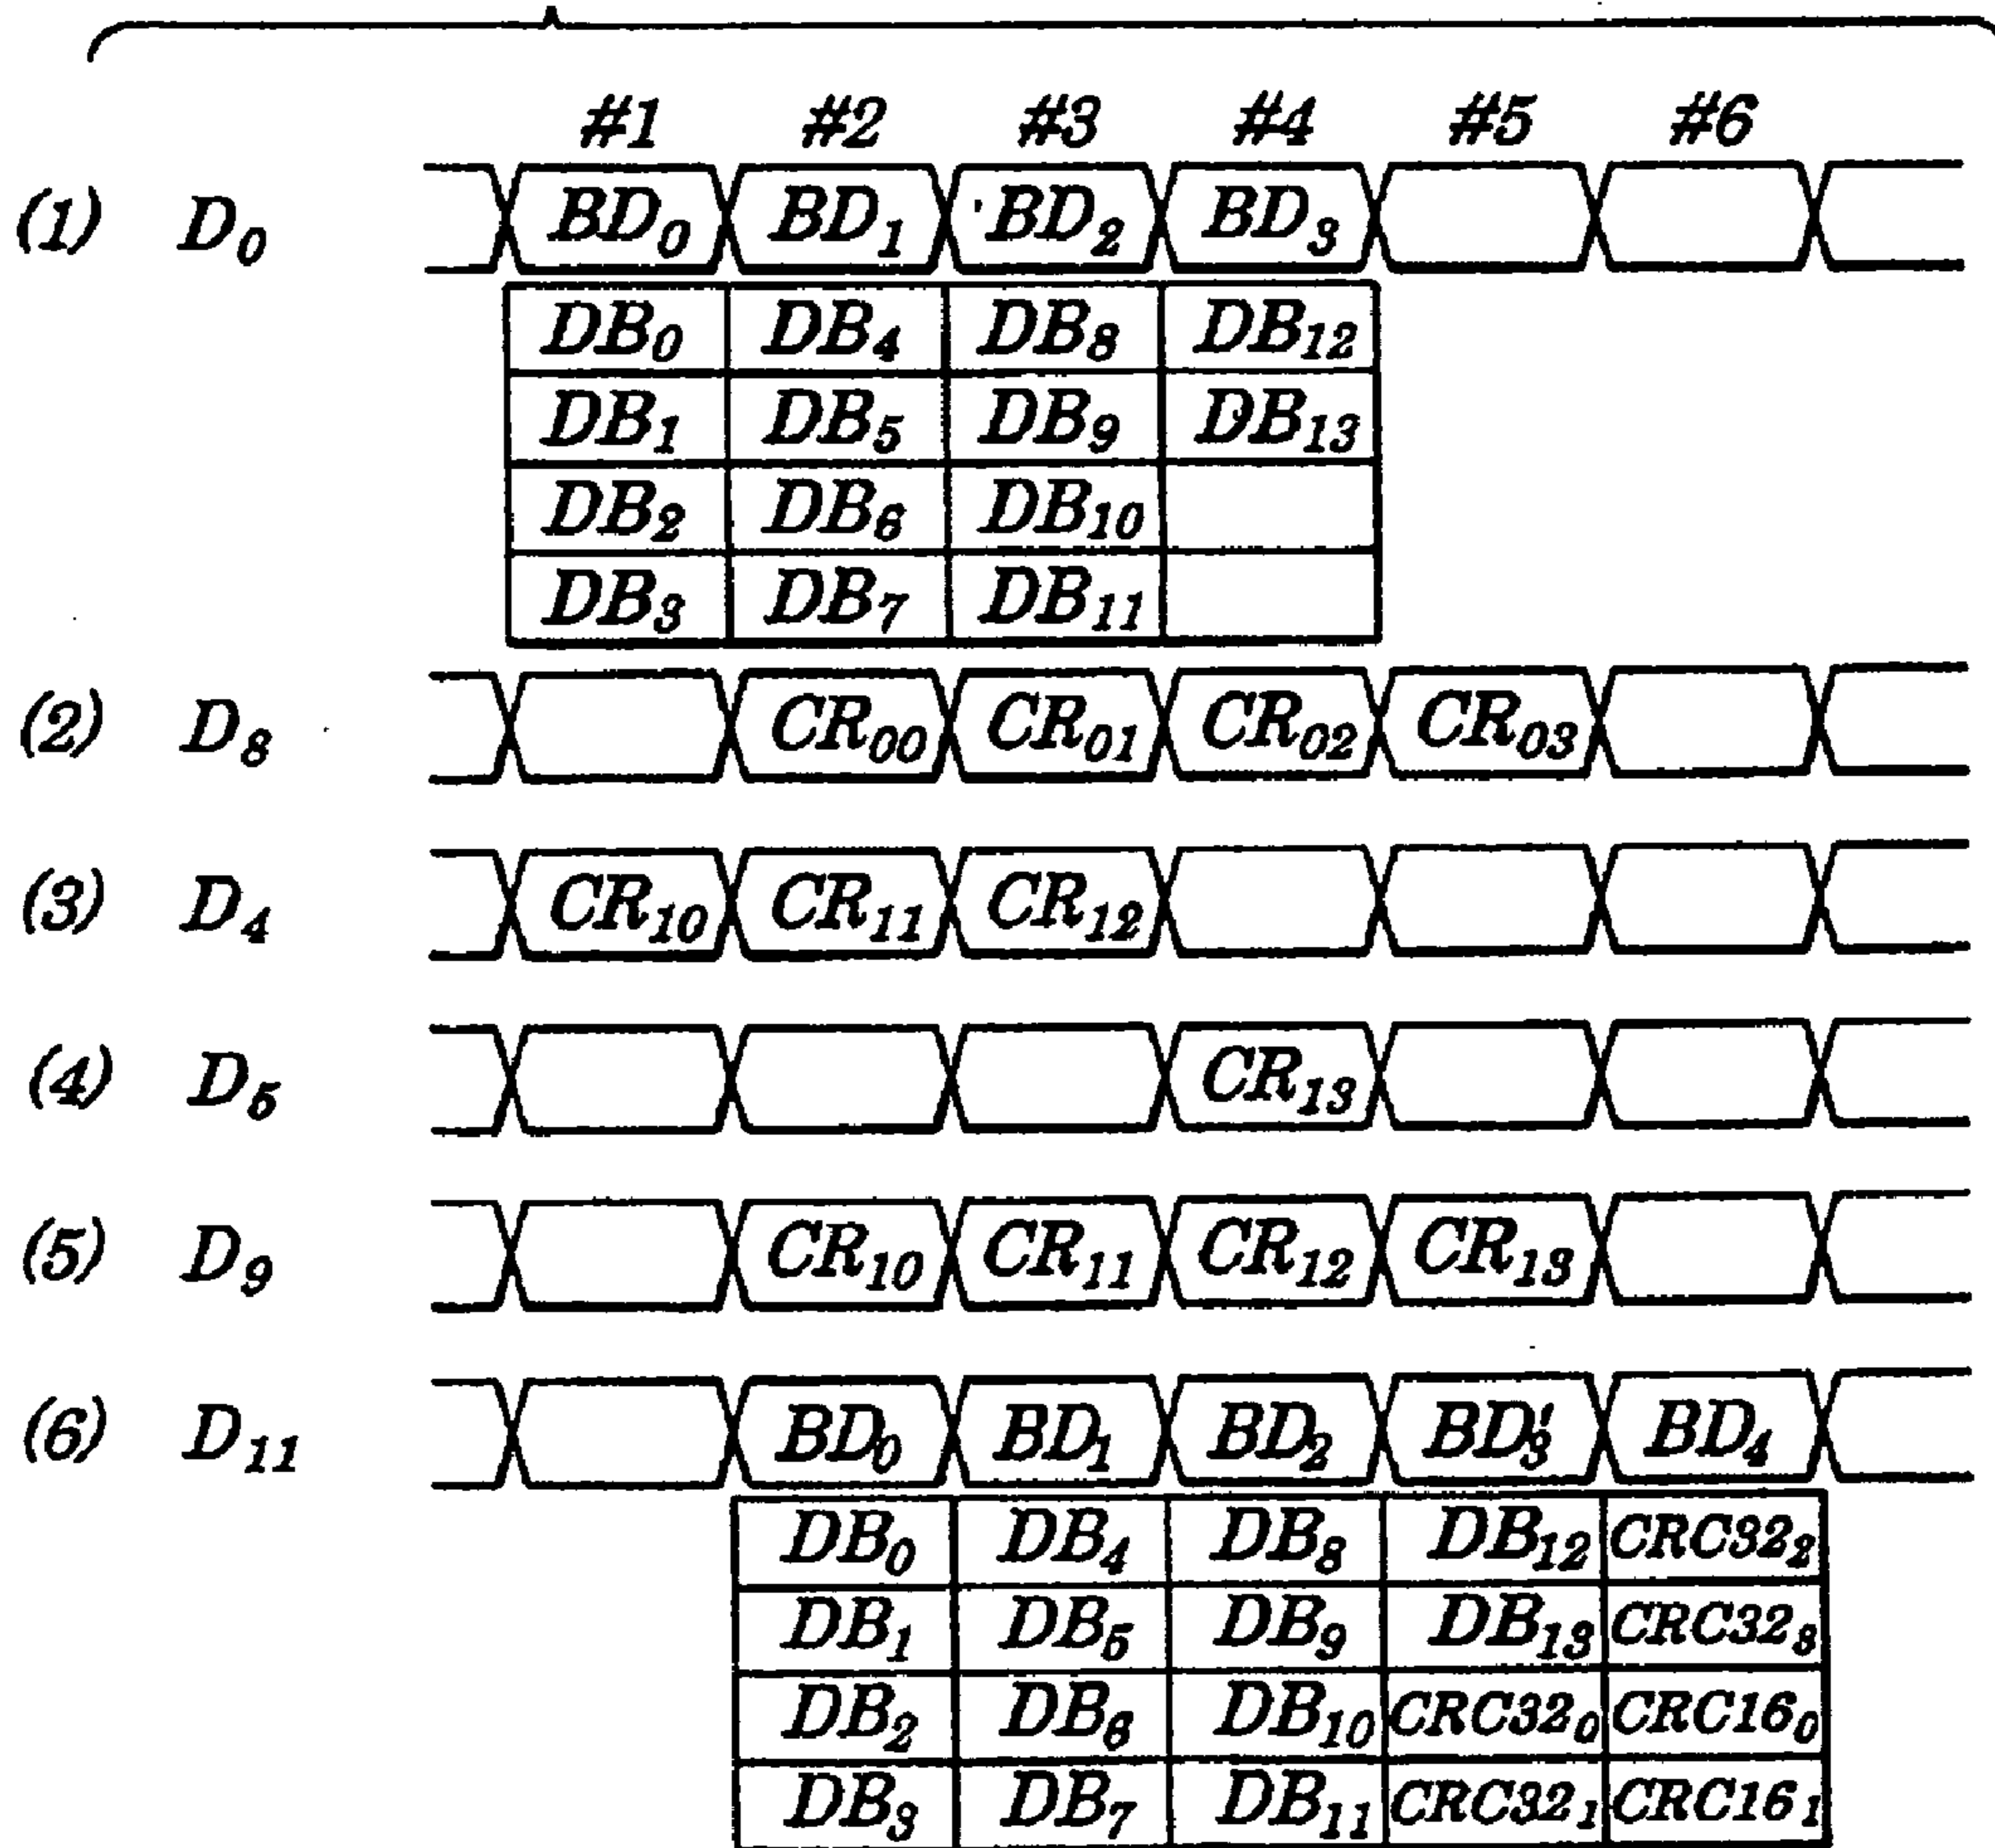 #1 #2 #3 #4 #5 #6
(1) D0 BD0 BD1 BD2 BD3
DB0 DB4 DB8 DB12
DB1 DB5 DB9 DB13
DB2 DB6 DB10
DB3 DB7 DB11
(2) D8 CR00 CR01 CR02 CR03
(3) D4 CR10 CR11 CR12
(4) D5 CR13
(5) D9 CR10 CR11 CR12 CR13
(6) D11 BD0 BD1 BD2 BD3' BD4
DB0 DB4 DB8 DB12 CRC322
DB1 DB5 DB9 DB13 CRC323
DB2 DB6 DB10 CRC320 CRC160
DB3 DB7 DB11 CRC321 CRC161